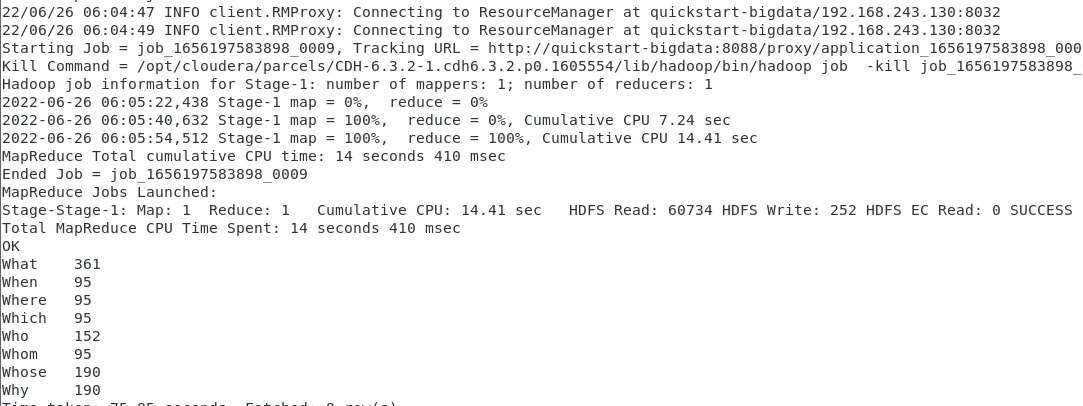 22/06/26 06:04:47 INFO client.RMProxy: Connecting to ResourceManager at quickstart-bigdata/192.168.243.130:8032
22/06/26 06:04:49 INFO client.RMProxy: Connecting to ResourceManager at quickstart-bigdata/192.168.243.130:8032
Starting Job = job_1656197583898_0009, Tracking URL = http://quickstart-bigdata:8088/proxy/application_1656197583898_000
Kill Command = /opt/cloudera/parcels/CDH-6.3.2-1.cdh6.3.2.p0.1605554/lib/hadoop/bin/hadoop job  -kill job_1656197583898_
Hadoop job information for Stage-1: number of mappers: 1; number of reducers: 1
2022-06-26 06:05:22,438 Stage-1 map = 0%,  reduce = 0%
2022-06-26 06:05:40,632 Stage-1 map = 100%,  reduce = 0%, Cumulative CPU 7.24 sec
2022-06-26 06:05:54,512 Stage-1 map = 100%,  reduce = 100%, Cumulative CPU 14.41 sec
MapReduce Total cumulative CPU time: 14 seconds 410 msec
Ended Job = job_1656197583898_0009
MapReduce Jobs Launched:
Stage-Stage-1: Map: 1  Reduce: 1   Cumulative CPU: 14.41 sec   HDFS Read: 60734 HDFS Write: 252 HDFS EC Read: 0 SUCCESS
Total MapReduce CPU Time Spent: 14 seconds 410 msec
OK
What	361
When	95
Where	95
Which	95
Who	152
Whom	95
Whose	190
Why	190